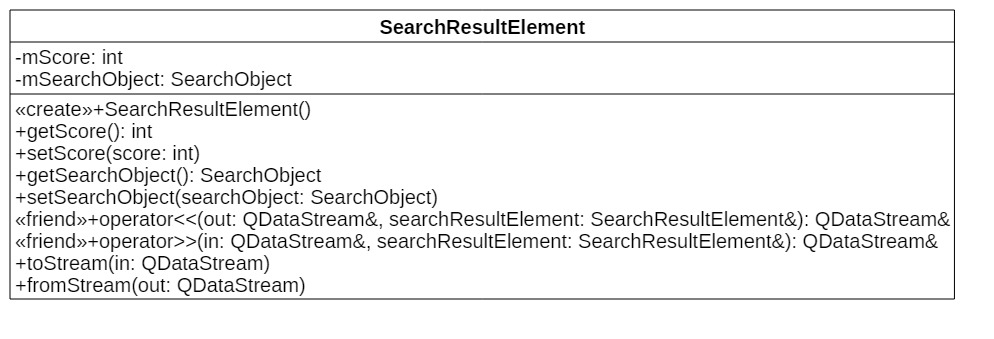 SearchResultElement
-mScore: int
-mSearchObject: SearchObject
«create»+SearchResultElement()
+getScore(): int
+setScore(score: int)
+getSearchObject(): SearchObject
+setSearchObject(searchObject: SearchObject)
«friend»+operator<<(out: QDataStream&, searchResultElement: SearchResultElement&): QDataStream&
«friend»+operator>>(in: QDataStream&, searchResultElement: SearchResultElement&): QDataStream&
+toStream(in: QDataStream)
+fromStream(out: QDataStream)